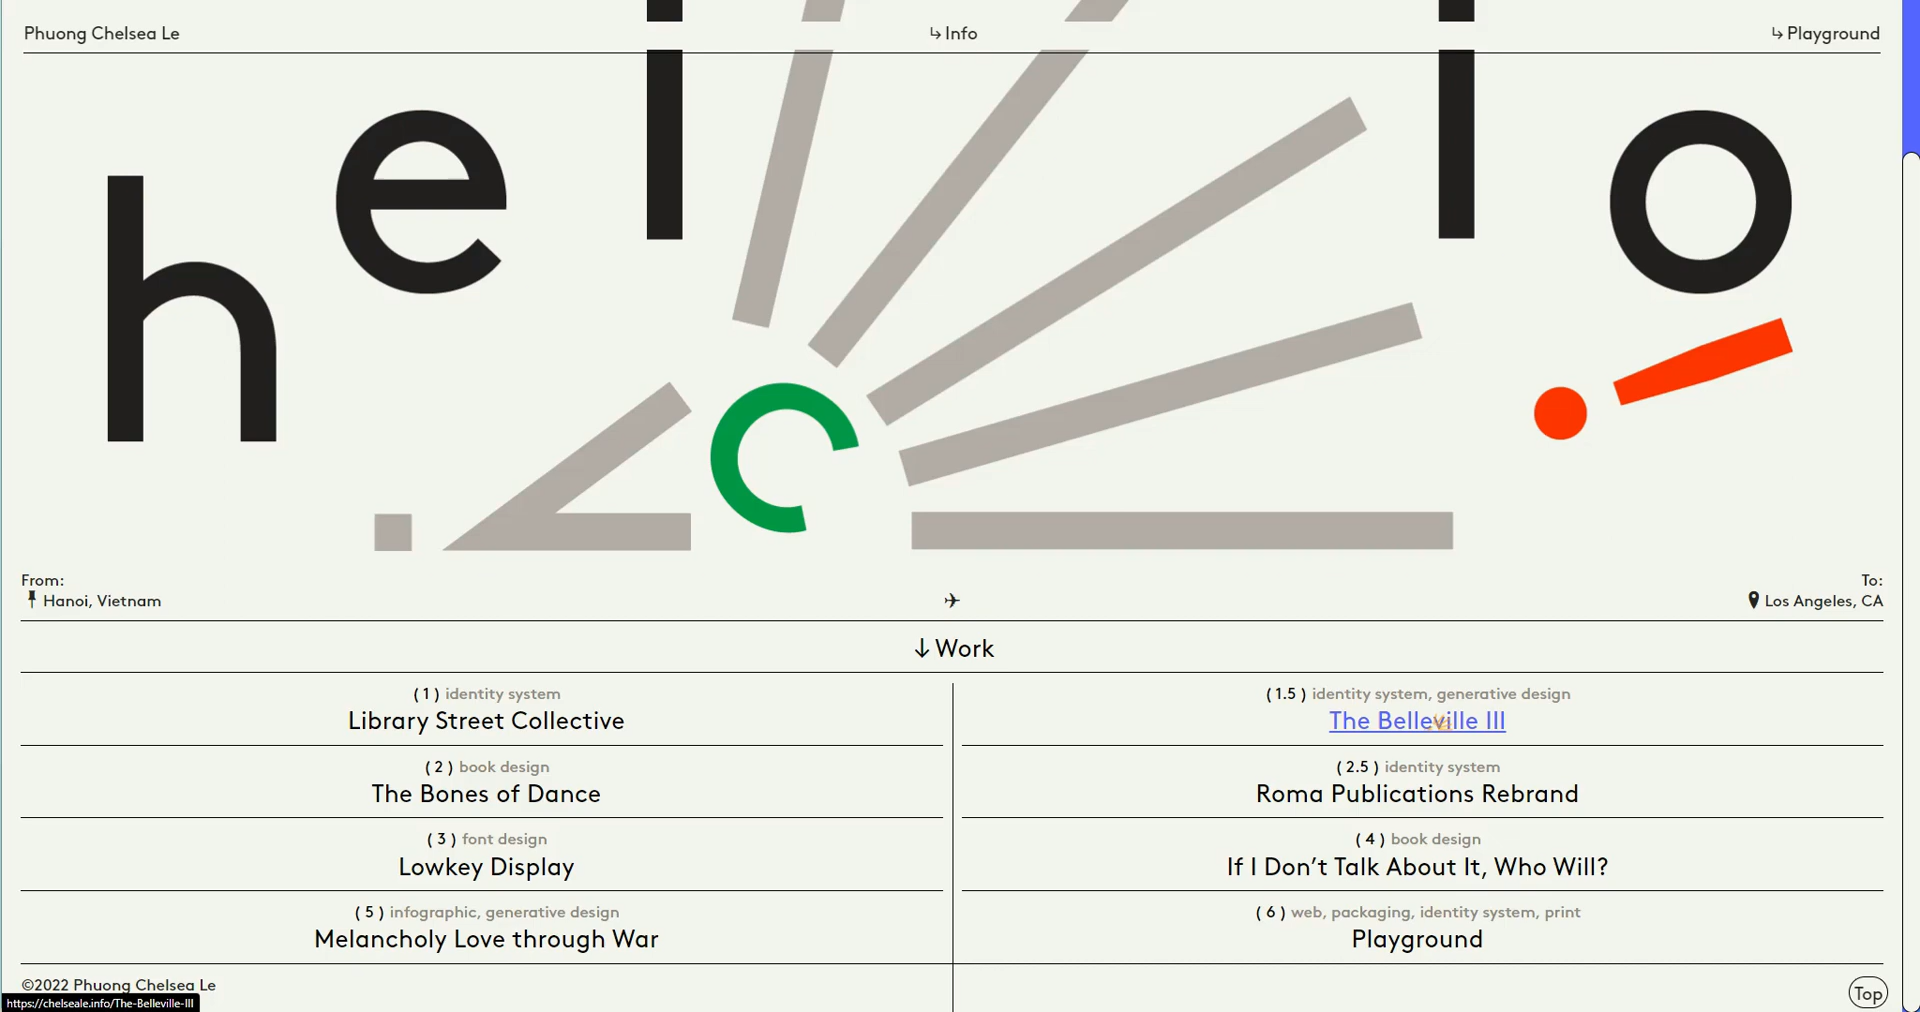 Phuong Chelsea Le
↳ Info
↳ Playground
hello
From:
Hanoi, Vietnam
✈
To:
Los Angeles, CA
↓ Work
( 1 ) identity system
Library Street Collective
( 1.5 ) identity system, generative design
The Belleville III
( 2 ) book design
The Bones of Dance
( 2.5 ) identity system
Roma Publications Rebrand
( 3 ) font design
Lowkey Display
( 4 ) book design
If I Don’t Talk About It, Who Will?
( 5 ) infographic, generative design
Melancholy Love through War
( 6 ) web, packaging, identity system, print
Playground
©2022 Phuong Chelsea Le
Top
https://chelseale.info/The-Belleville-III